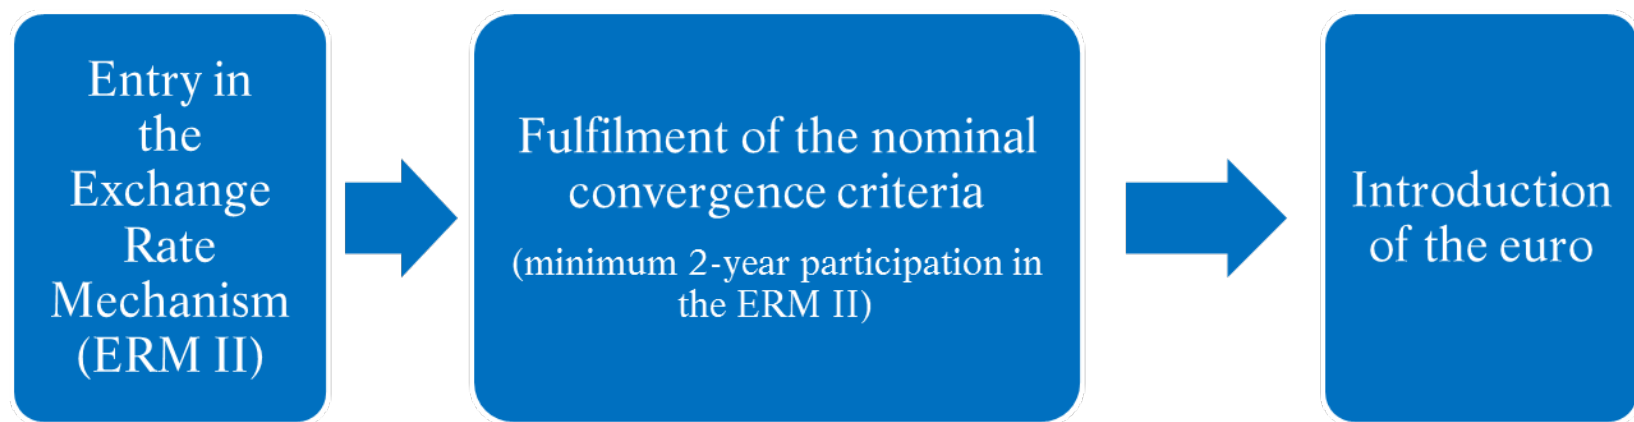 Entry in
the
Exchange
Rate
Mechanism
(ERM II)
Fulfilment of the nominal
convergence criteria
(minimum 2-year participation in
the ERM II)
Introduction
of the euro